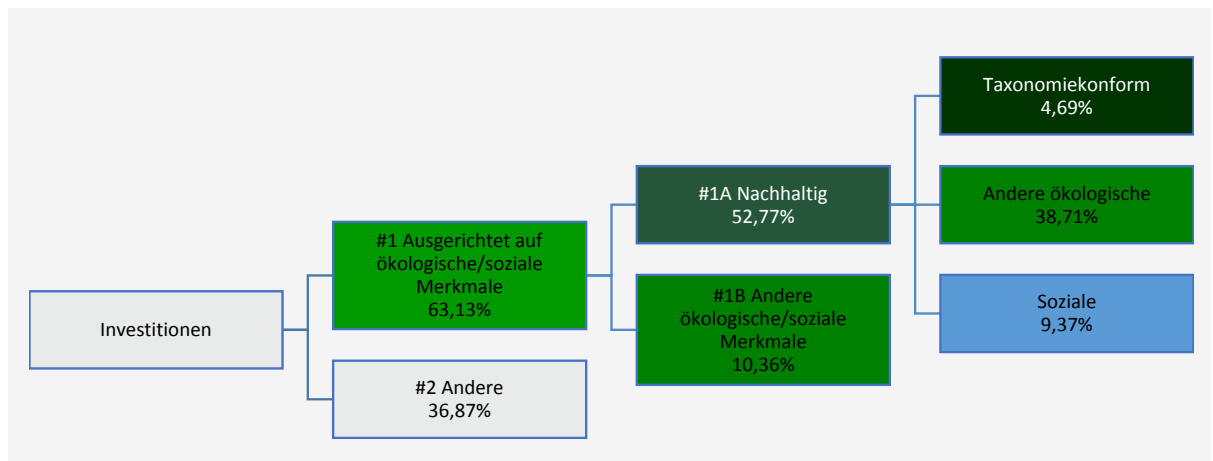 Investitionen
#1 Ausgerichtet auf
ökologische/soziale
Merkmale
63,13%
#2 Andere
36,87%
#1A Nachhaltig
52,77%
#1B Andere
ökologische/soziale
Merkmale
10,36%
Taxonomiekonform
4,69%
Andere ökologische
38,71%
Soziale
9,37%